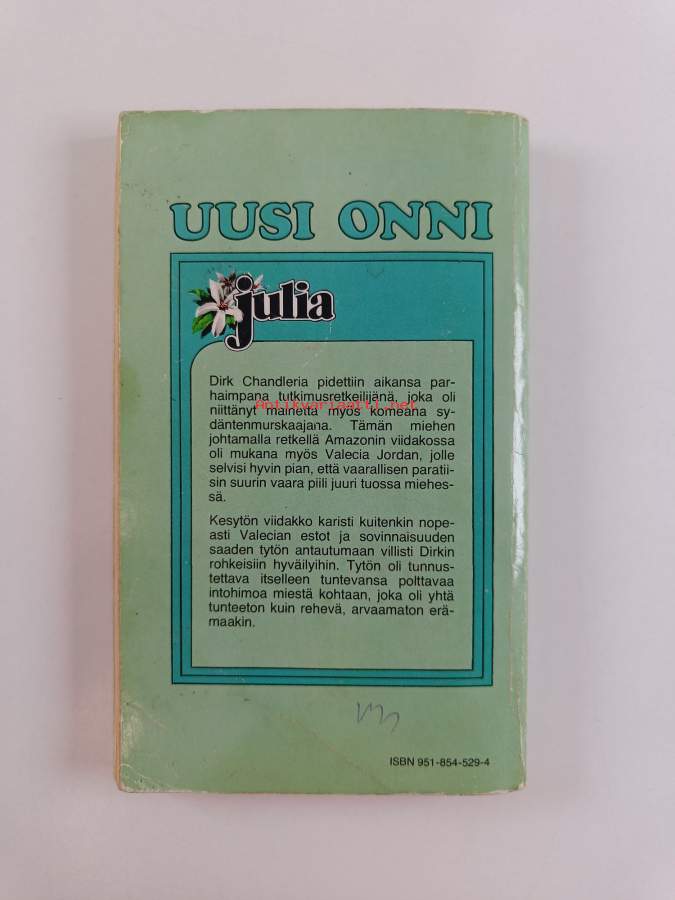 UUSI ONNI
julia
Dirk Chandleria pidettiin aikansa par-
haimpana tutkimusretkeilijänä, joka oli
Antikvariaatti.net
niittänyt mainetta myös komeana sy-
däntenmurskaajana. Tämän miehen
johtamalla retkellä Amazonin viidakossa
oli mukana myös Valecia Jordan, jolle
selvisi hyvin pian, että vaarallisen paratii-
sin suurin vaara piili juuri tuossa miehes-
sä.
Kesytön viidakko karisti kuitenkin nope-
asti Valecian estot ja sovinnaisuuden
saaden tytön antautumaan villisti Dirkin
rohkeisiin hyväilyihin. Tytön oli tunnus-
tettava itselleen tuntevansa polttavaa
intohimoa miestä kohtaan, joka oli yhtä
tunteeton kuin rehevä, arvaamaton erä-
maakin.
ISBN 951-854-529-4